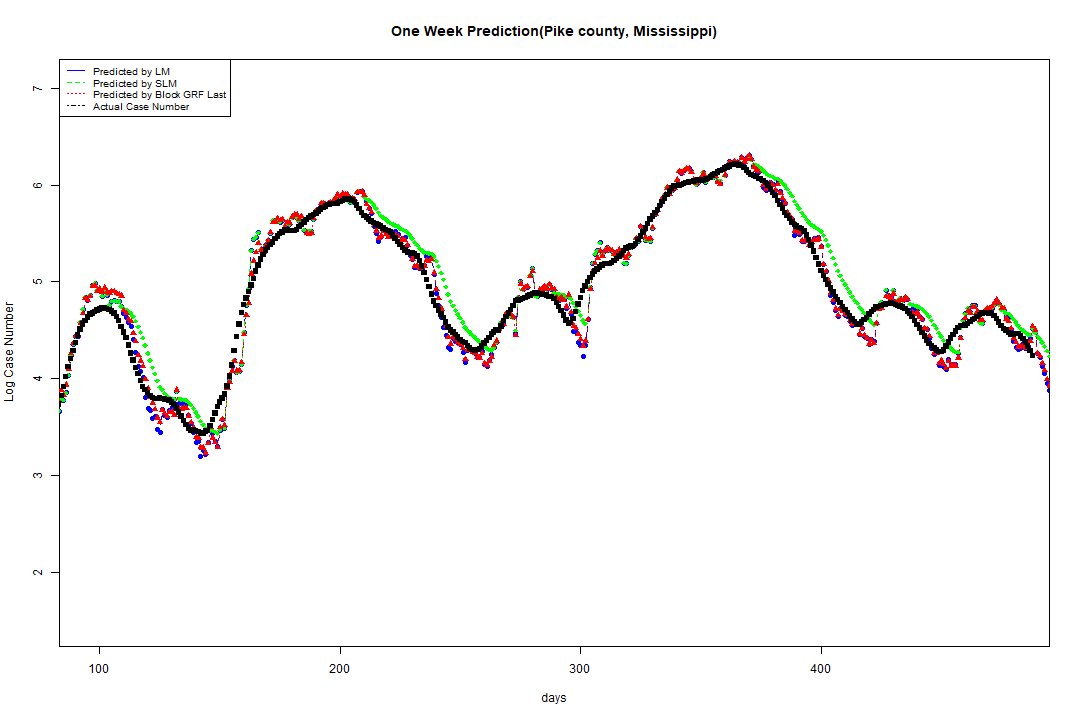 One Week Prediction(Pike county, Mississippi)
Predicted by LM
Predicted by SLM
Predicted by Block GRF Last
Actual Case Number
7
6
5
4
3
2
Log Case Number
100 200 300 400
days